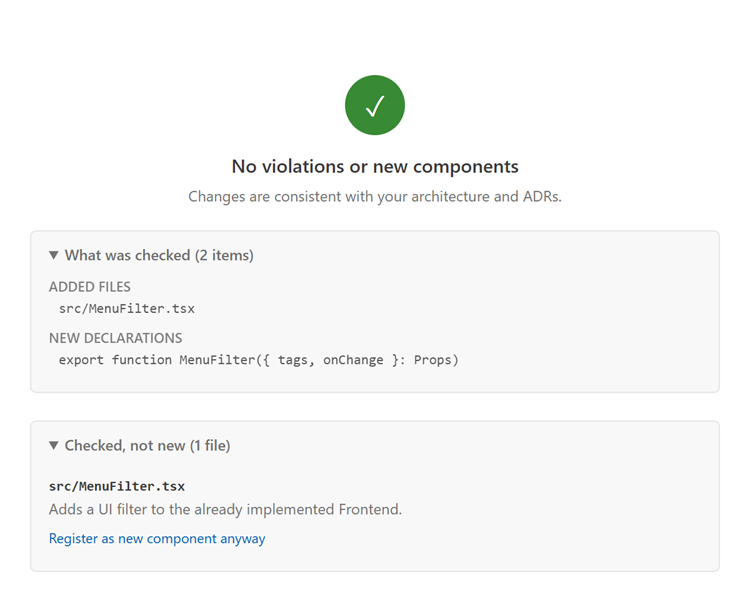 No violations or new components
Changes are consistent with your architecture and ADRs.
▼ What was checked (2 items)
ADDED FILES
src/MenuFilter.tsx
NEW DECLARATIONS
export function MenuFilter({ tags, onChange }: Props)
▼ Checked, not new (1 file)
src/MenuFilter.tsx
Adds a UI filter to the already implemented Frontend.
Register as new component anyway